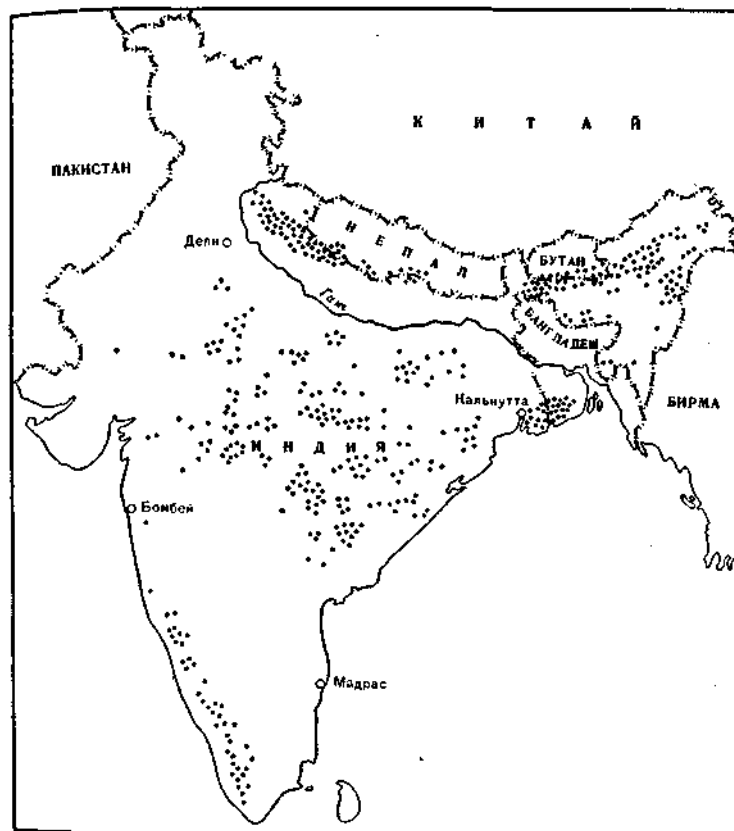 КИТАЙ
ПАКИСТАН
НЕПАЛ
Дели
БУТАН
Ганг
БАНГЛАДЕШ
Калькутта
БИРМА
ИНДИЯ
Бомбей
Мадрас